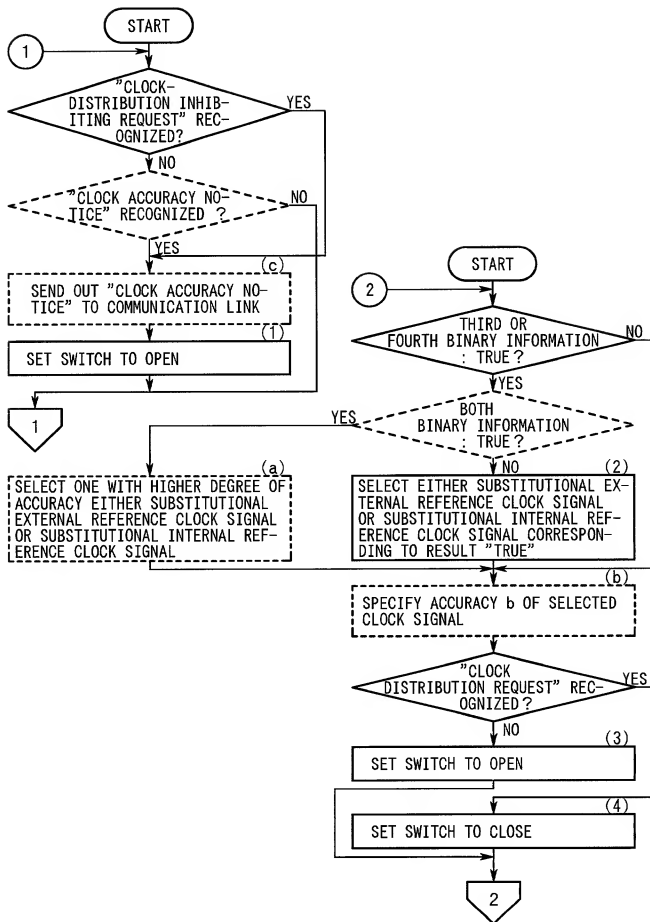 START
1
”CLOCK-
DISTRIBUTION INHIB-
ITING REQUEST” REC-
OGNIZED?
YES
NO
”CLOCK ACCURACY NO-
TICE” RECOGNIZED ?
NO
YES
(c)
SEND OUT ”CLOCK ACCURACY NO-
TICE” TO COMMUNICATION LINK
(1)
SET SWITCH TO OPEN
1
START
2
THIRD OR
FOURTH BINARY INFORMATION
: TRUE ?
NO
YES
BOTH
BINARY INFORMATION
: TRUE ?
YES
NO
(a)
SELECT ONE WITH HIGHER DEGREE OF
ACCURACY EITHER SUBSTITUTIONAL
EXTERNAL REFERENCE CLOCK SIGNAL
OR SUBSTITUTIONAL INTERNAL REF-
ERENCE CLOCK SIGNAL
(2)
SELECT EITHER SUBSTITUTIONAL EX-
TERNAL REFERENCE CLOCK SIGNAL
OR SUBSTITUTIONAL INTERNAL REF-
ERENCE CLOCK SIGNAL CORRESPON-
DING TO RESULT ”TRUE”
(b)
SPECIFY ACCURACY b OF SELECTED
CLOCK SIGNAL
”CLOCK
DISTRIBUTION REQUEST” REC-
OGNIZED ?
YES
NO
(3)
SET SWITCH TO OPEN
(4)
SET SWITCH TO CLOSE
2